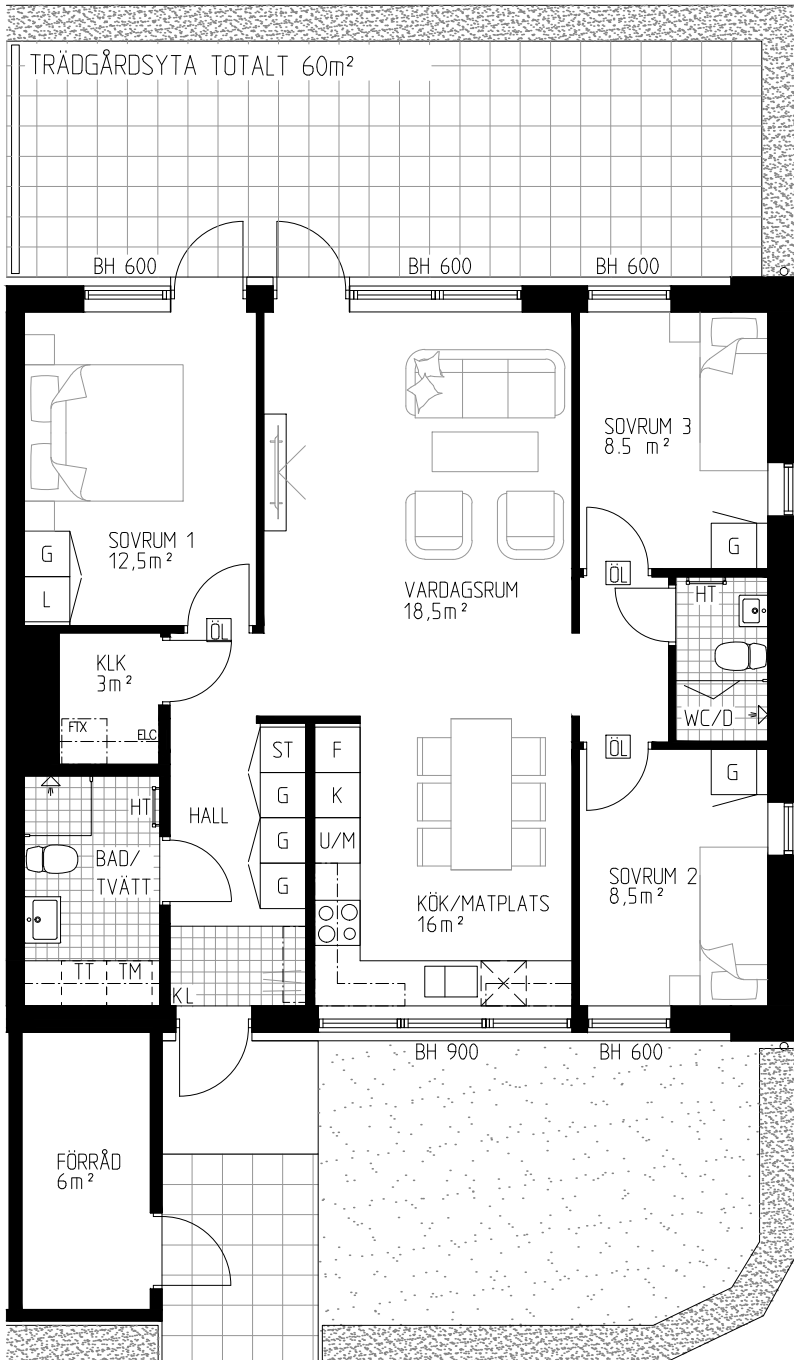 TRÄDGÅRDSYTA TOTALT 60m²
BH 600
BH 600
BH 600
SOVRUM 3
8.5 m²
SOVRUM 1
12,5m²
G
L
G
ÖL
ÖL
VARDAGSRUM
18,5m²
HT
KLK
3m²
FTX
ELC
WC/D
ÖL
ST
F
G
G
K
HT
HALL
G
U/M
BAD/
TVÄTT
G
SOVRUM 2
8,5m²
KÖK/MATPLATS
16m²
TT
TM
KL
BH 900
BH 600
FÖRRÅD
6m²